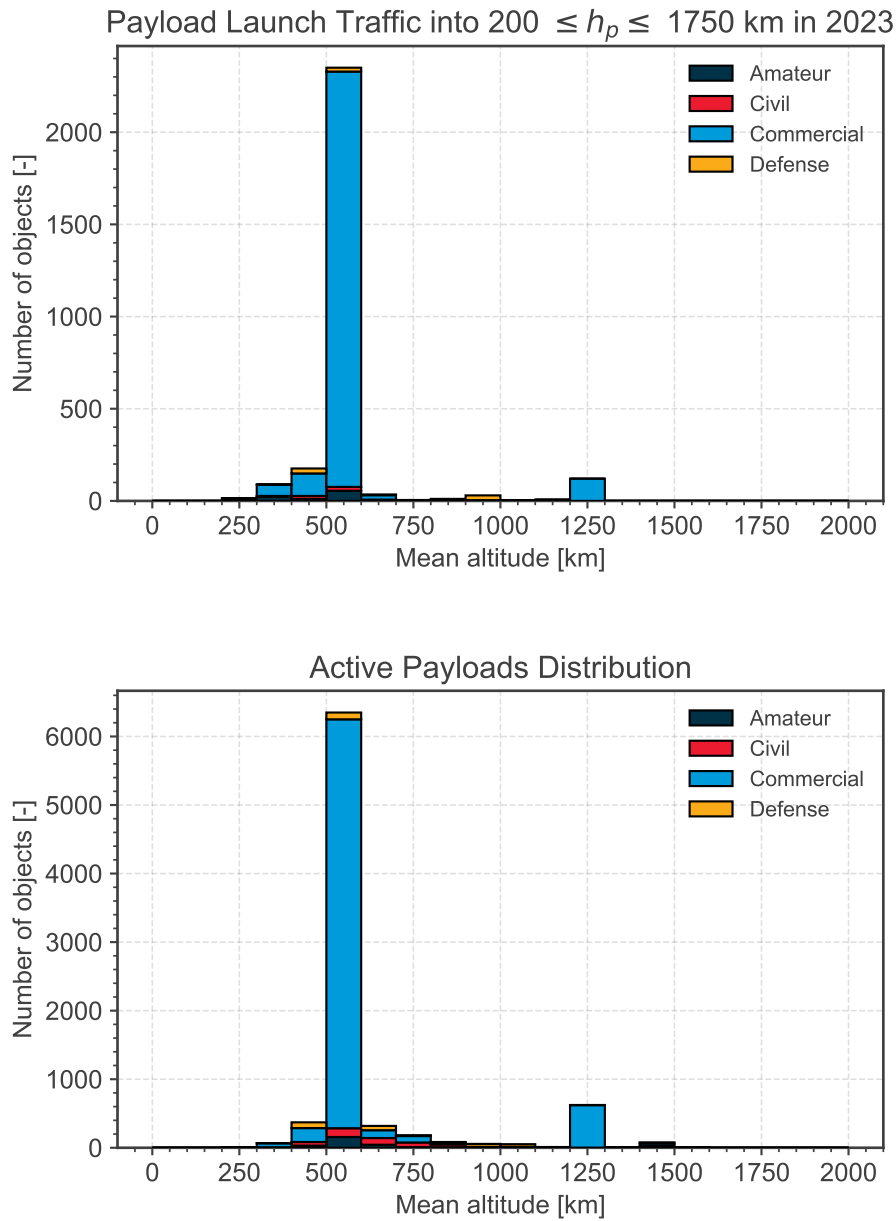 Payload Launch Traffic into 200 ≤ hₚ ≤ 1750 km in 2023
Number of objects [-]
2000
1500
1000
500
0
Amateur
Civil
Commercial
Defense
0 250 500 750 1000 1250 1500 1750 2000
Mean altitude [km]
Active Payloads Distribution
Number of objects [-]
6000
5000
4000
3000
2000
1000
0
Amateur
Civil
Commercial
Defense
0 250 500 750 1000 1250 1500 1750 2000
Mean altitude [km]